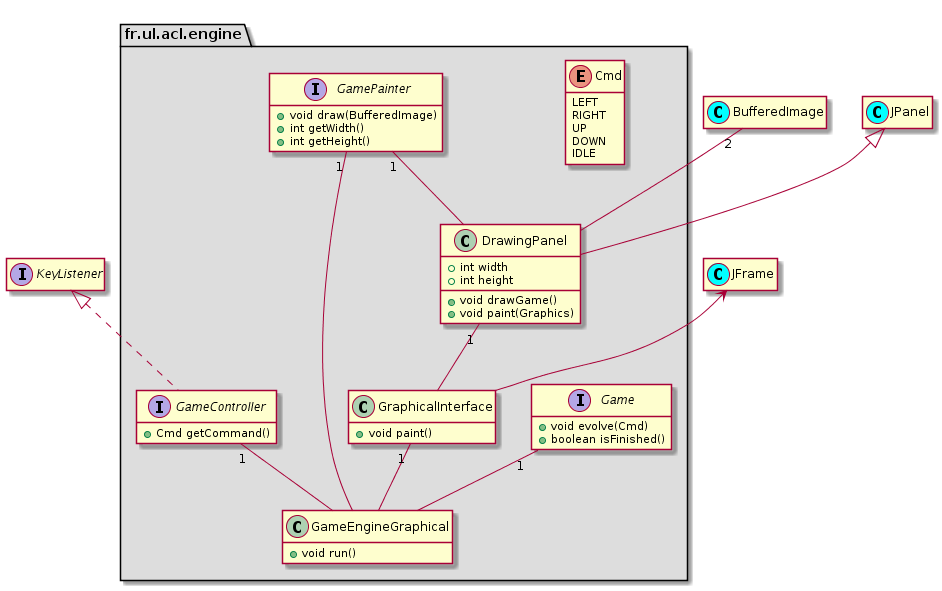 fr.ul.acl.engine
I GamePainter
void draw(BufferedImage)
int getWidth()
int getHeight()
E Cmd
LEFT
RIGHT
UP
DOWN
IDLE
C BufferedImage
C JPanel
2
1
1
C DrawingPanel
int width
int height
void drawGame()
void paint(Graphics)
I KeyListener
C JFrame
1
I GameController
Cmd getCommand()
C GraphicalInterface
void paint()
I Game
void evolve(Cmd)
boolean isFinished()
1
1
1
C GameEngineGraphical
void run()